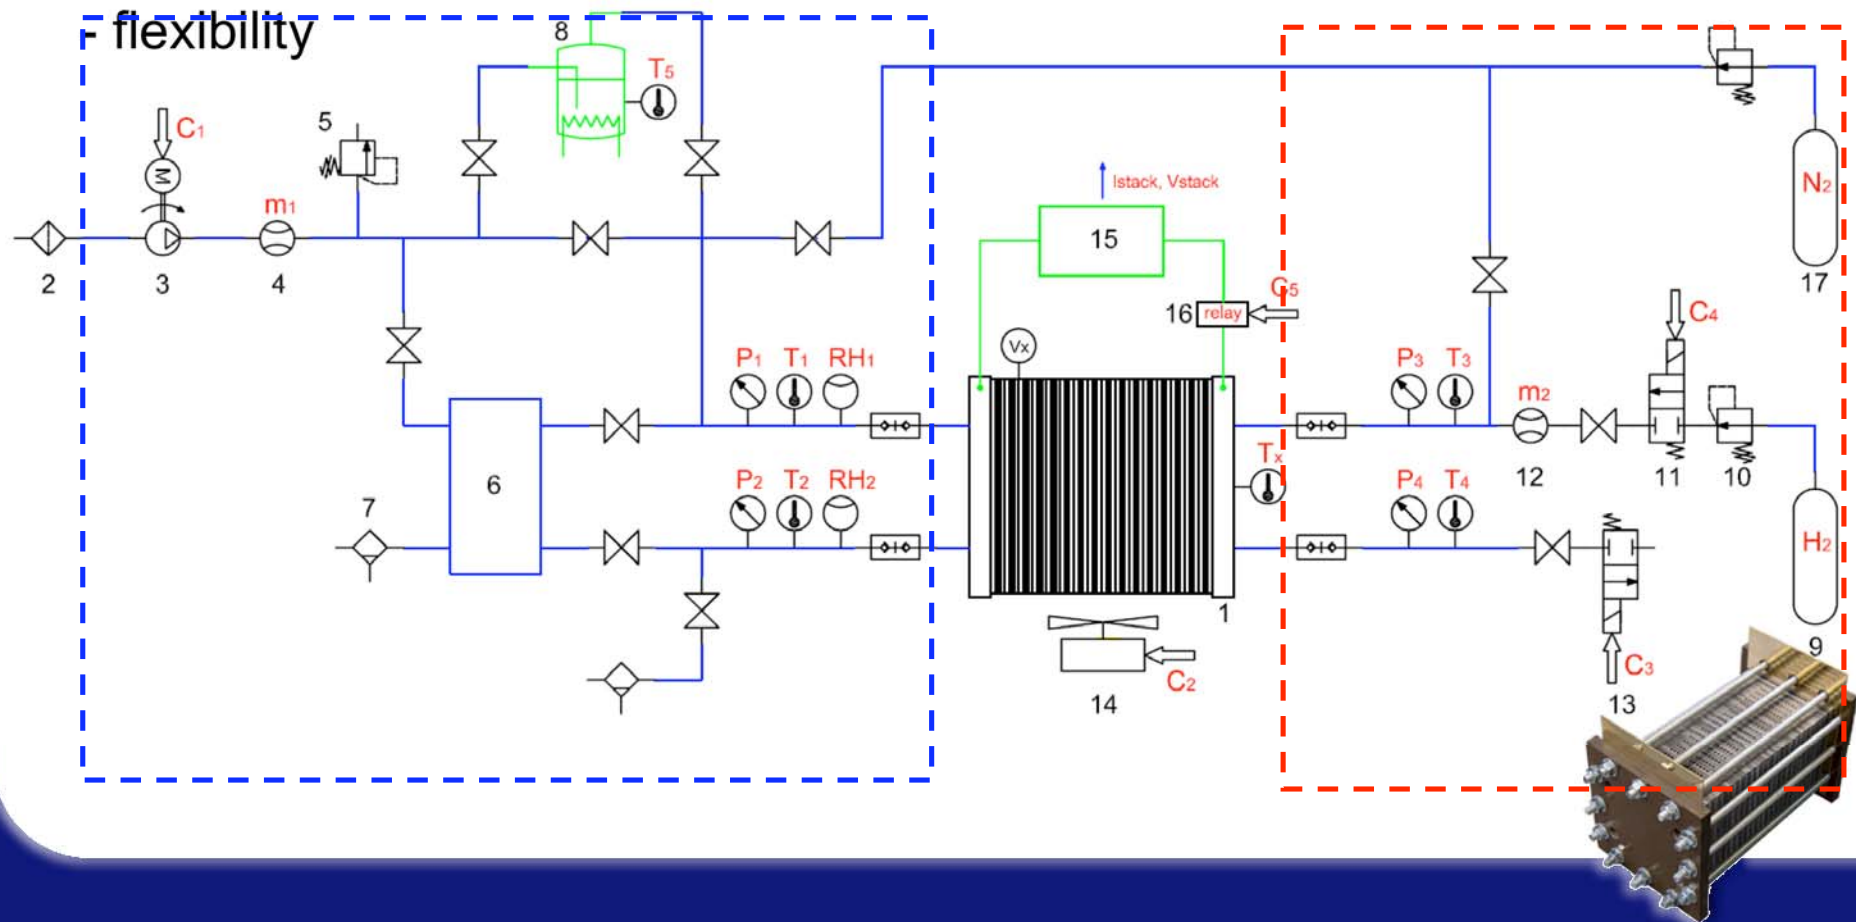 - flexibility
8
T5
5
C1
M
m1
N2
Istack, Vstack
15
2
3
4
17
C5
16
relay
C4
Vx
P1
T1
RH1
P3
T3
m2
Tx
6
P2
T2
RH2
P4
T4
12
11
10
7
H2
1
9
C3
C2
14
13